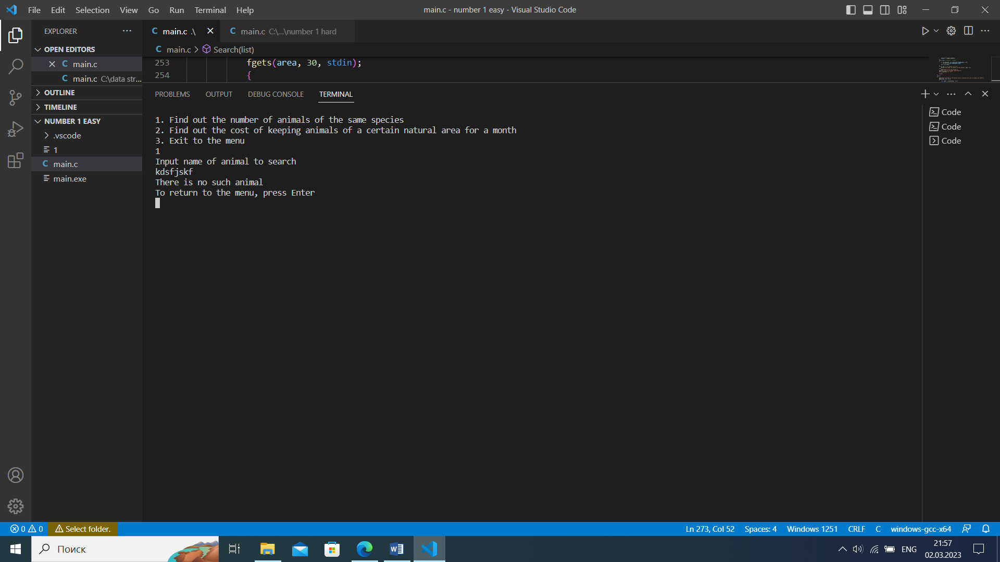 File Edit Selection View Go Run Terminal Help
main.c - number 1 easy - Visual Studio Code
EXPLORER
OPEN EDITORS
main.c
main.c C:\data str...
OUTLINE
TIMELINE
NUMBER 1 EASY
.vscode
1
main.c
main.exe
main.c .\
main.c C:\...\number 1 hard
main.c > Search(list)
253 fgets(area, 30, stdin);
254 {
PROBLEMS OUTPUT DEBUG CONSOLE TERMINAL
1. Find out the number of animals of the same species
2. Find out the cost of keeping animals of a certain natural area for a month
3. Exit to the menu
1
Input name of animal to search
kdsfjskf
There is no such animal
To return to the menu, press Enter
Code
Code
Code
0 0 Select folder.
Ln 273, Col 52 Spaces: 4 Windows 1251 CRLF C windows-gcc-x64
Поиск
ENG
21:57
02.03.2023